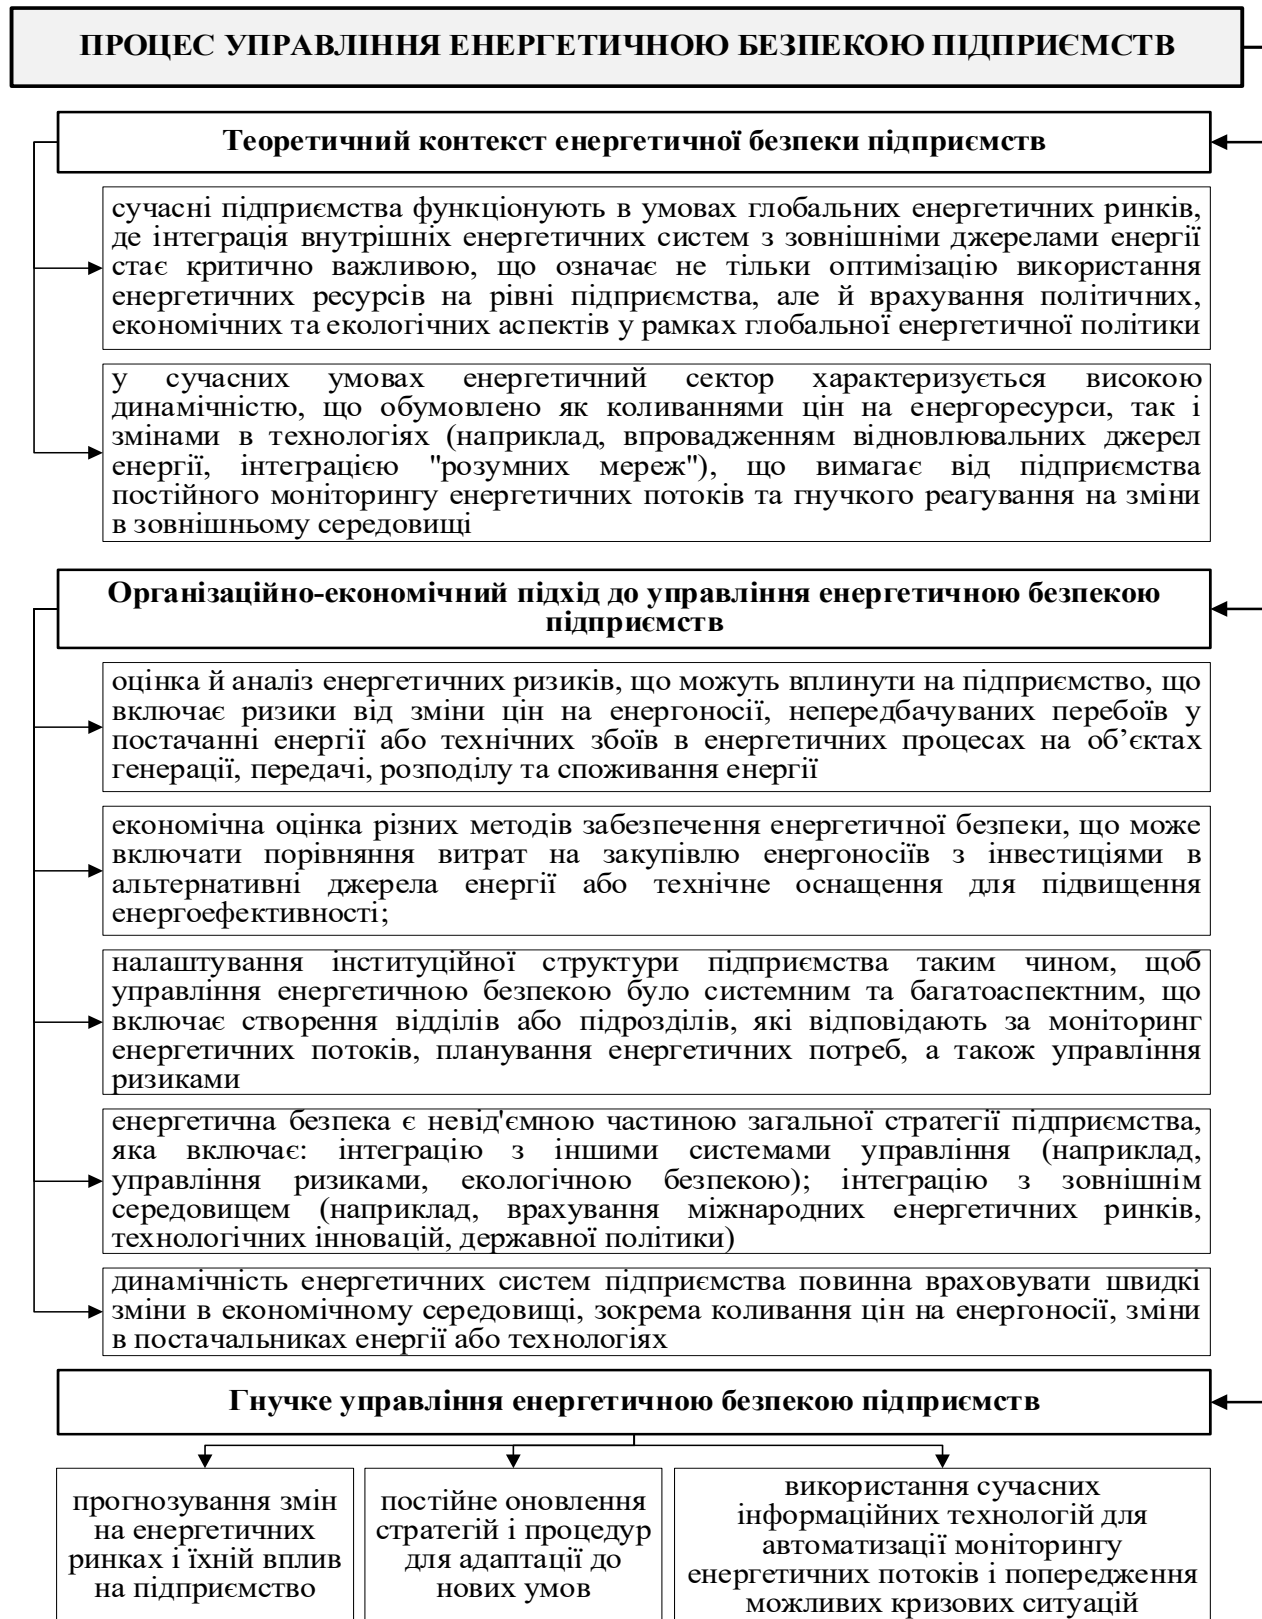 ПРОЦЕС УПРАВЛІННЯ ЕНЕРГЕТИЧНОЮ БЕЗПЕКОЮ ПІДПРИЄМСТВ
Теоретичний контекст енергетичної безпеки підприємств
сучасні підприємства функціонують в умовах глобальних енергетичних ринків,
де інтеграція внутрішніх енергетичних систем з зовнішніми джерелами енергії
стає критично важливою, що означає не тільки оптимізацію використання
енергетичних ресурсів на рівні підприємства, але й врахування політичних,
економічних та екологічних аспектів у рамках глобальної енергетичної політики
у сучасних умовах енергетичний сектор характеризується високою
динамічністю, що обумовлено як коливаннями цін на енергоресурси, так і
змінами в технологіях (наприклад, впровадженням відновлювальних джерел
енергії, інтеграцією "розумних мереж"), що вимагає від підприємства
постійного моніторингу енергетичних потоків та гнучкого реагування на зміни
в зовнішньому середовищі
Організаційно-економічний підхід до управління енергетичною безпекою
підприємств
оцінка й аналіз енергетичних ризиків, що можуть вплинути на підприємство, що
включає ризики від зміни цін на енергоносії, непередбачуваних перебоїв у
постачанні енергії або технічних збоїв в енергетичних процесах на об’єктах
генерації, передачі, розподілу та споживання енергії
економічна оцінка різних методів забезпечення енергетичної безпеки, що може
включати порівняння витрат на закупівлю енергоносіїв з інвестиціями в
альтернативні джерела енергії або технічне оснащення для підвищення
енергоефективності;
налаштування інституційної структури підприємства таким чином, щоб
управління енергетичною безпекою було системним та багатоаспектним, що
включає створення відділів або підрозділів, які відповідають за моніторинг
енергетичних потоків, планування енергетичних потреб, а також управління
ризиками
енергетична безпека є невід'ємною частиною загальної стратегії підприємства,
яка включає: інтеграцію з іншими системами управління (наприклад,
управління ризиками, екологічною безпекою); інтеграцію з зовнішнім
середовищем (наприклад, врахування міжнародних енергетичних ринків,
технологічних інновацій, державної політики)
динамічність енергетичних систем підприємства повинна враховувати швидкі
зміни в економічному середовищі, зокрема коливання цін на енергоносії, зміни
в постачальниках енергії або технологіях
Гнучке управління енергетичною безпекою підприємств
прогнозування змін
на енергетичних
ринках і їхній вплив
на підприємство
постійне оновлення
стратегій і процедур
для адаптації до
нових умов
використання сучасних
інформаційних технологій для
автоматизації моніторингу
енергетичних потоків і попередження
можливих кризових ситуацій